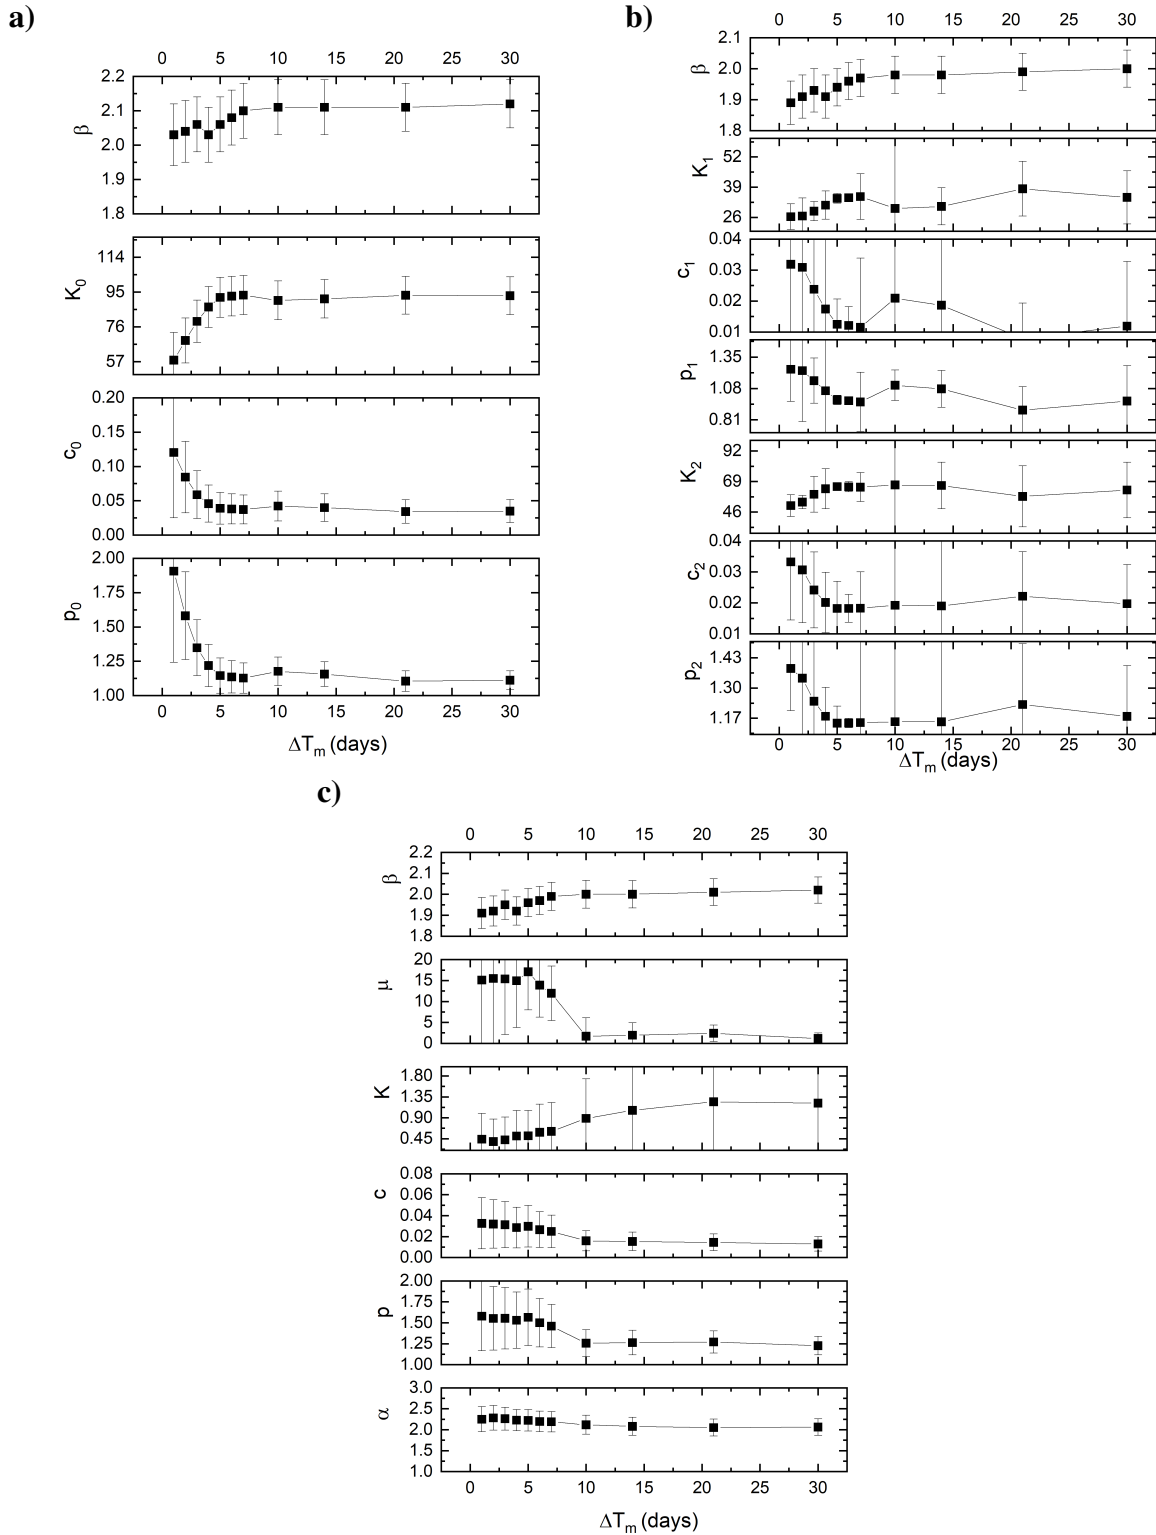 a)
0 5 10 15 20 25 30
β
2.2
2.1
2.0
1.9
1.8
K0
114
95
76
57
c0
0.20
0.15
0.10
0.05
0.00
p0
2.00
1.75
1.50
1.25
1.00
0 5 10 15 20 25 30
ΔTm (days)
b)
0 5 10 15 20 25 30
β
2.1
2.0
1.9
1.8
K1
52
39
26
c1
0.04
0.03
0.02
0.01
p1
1.35
1.08
0.81
K2
92
69
46
c2
0.04
0.03
0.02
0.01
p2
1.43
1.30
1.17
0 5 10 15 20 25 30
ΔTm (days)
c)
0 5 10 15 20 25 30
β
2.2
2.1
2.0
1.9
1.8
μ
20
15
10
5
0
K
1.80
1.35
0.90
0.45
c
0.08
0.06
0.04
0.02
0.00
p
2.00
1.75
1.50
1.25
1.00
α
3.0
2.5
2.0
1.5
1.0
0 5 10 15 20 25 30
ΔTm (days)